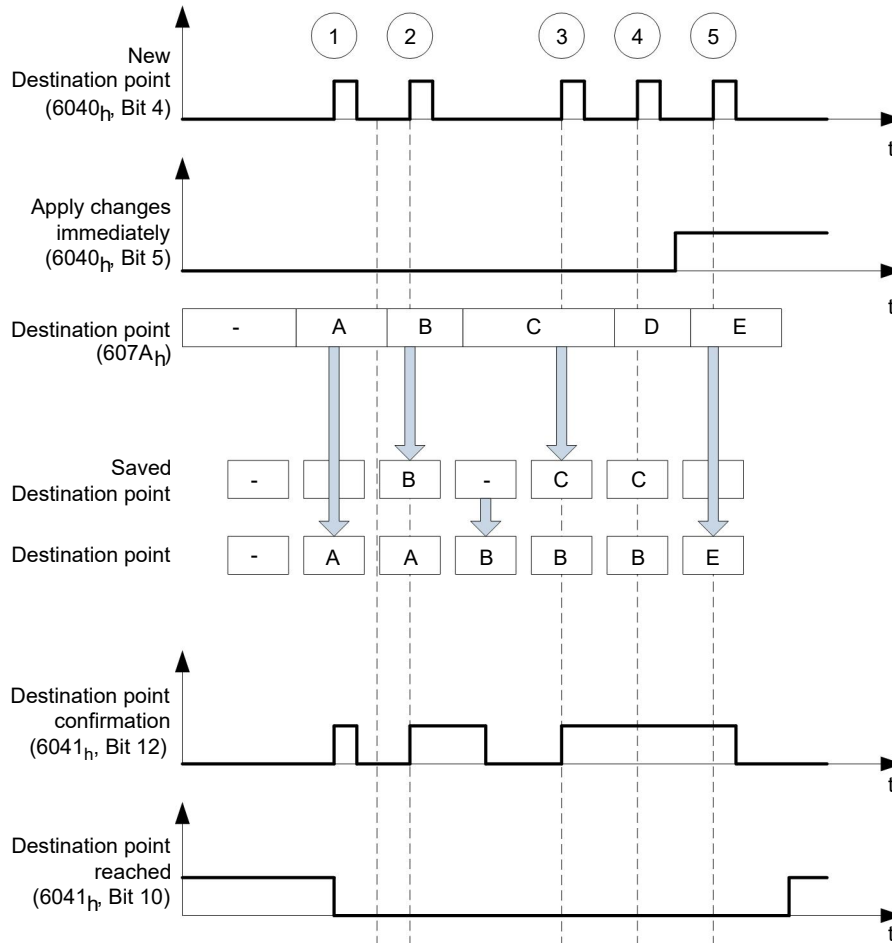 1 2 3 4 5
New
Destination point
(6040h, Bit 4)
t
Apply changes
immediately
(6040h, Bit 5)
t
Destination point
(607Ah)
- A B C D E
Saved
Destination point
- B - C C
Destination point
- A A B B B E
Destination point
confirmation
(6041h, Bit 12)
t
Destination point
reached
(6041h, Bit 10)
t